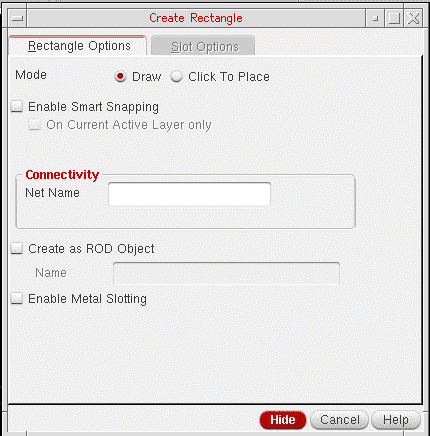 Create Rectangle
Rectangle Options Slot Options
Mode Draw Click To Place
Enable Smart Snapping
On Current Active Layer only
Connectivity
Net Name
Create as ROD Object
Name
Enable Metal Slotting
Hide Cancel Help